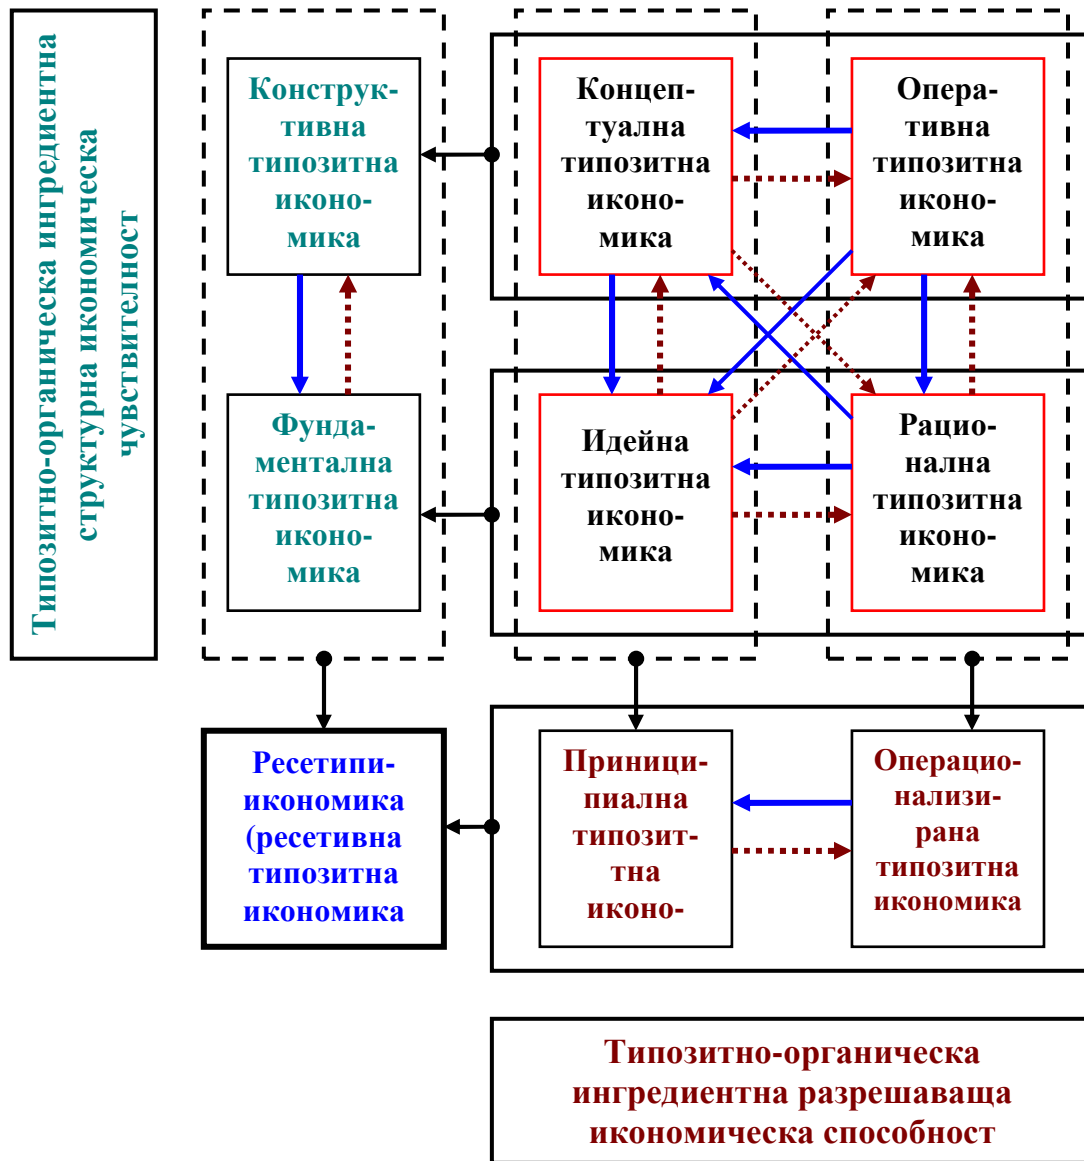 Типозитно-органическа ингредиентна
структурна икономическа
чувствителност
Конструк-
тивна
типозитна
иконо-
мика
Концеп-
туална
типозитна
иконо-
мика
Опера-
тивна
типозитна
иконо-
мика
Фунда-
ментална
типозитна
иконо-
мика
Идейна
типозитна
иконо-
мика
Рацио-
нална
типозитна
иконо-
мика
Ресетипи-
икономика
(ресетивна
типозитна
икономика
Приници-
пиална
типозит-
тна
иконо-
Операцио-
нализи-
рана
типозитна
икономика
Типозитно-органическа
ингредиентна разрешаваща
икономическа способност